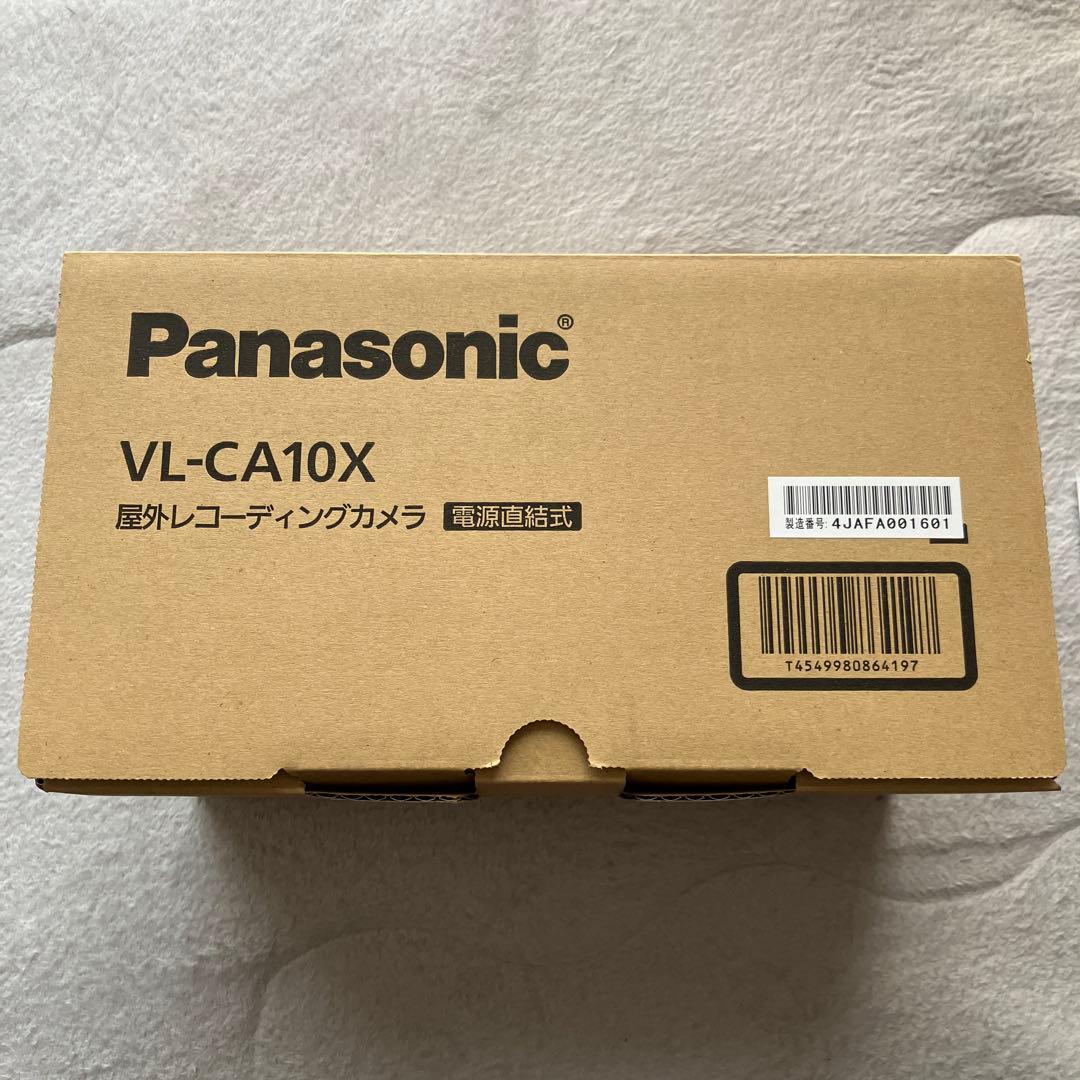 Panasonic®
VL-CA10X
屋外レコーディングカメラ 電源直結式
製造番号: 4JAFA001601
T4549980864197